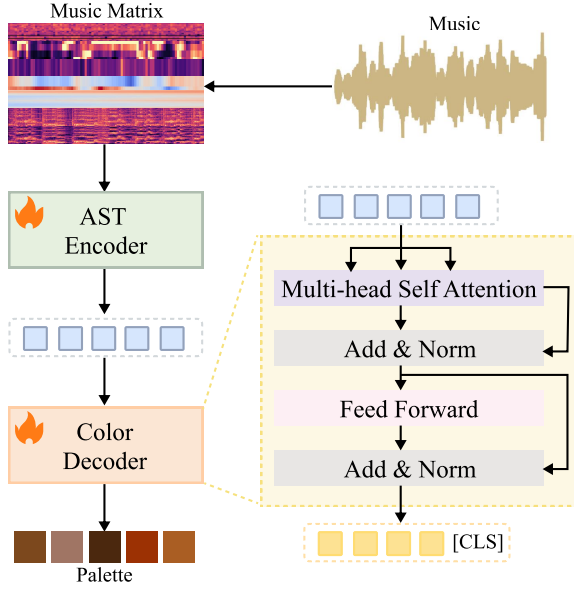 Music Matrix
Music
AST
Encoder
Multi-head Self Attention
Add & Norm
Feed Forward
Add & Norm
Color
Decoder
[CLS]
Palette